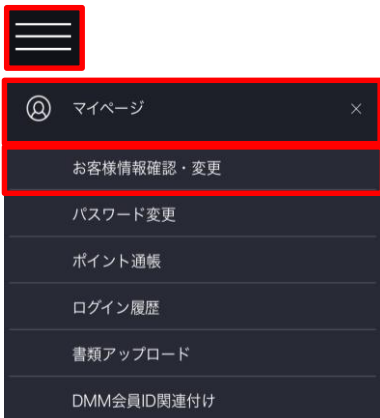 マイページ
お客様情報確認・変更
パスワード変更
ポイント通帳
ログイン履歴
書類アップロード
DMM会員ID関連付け